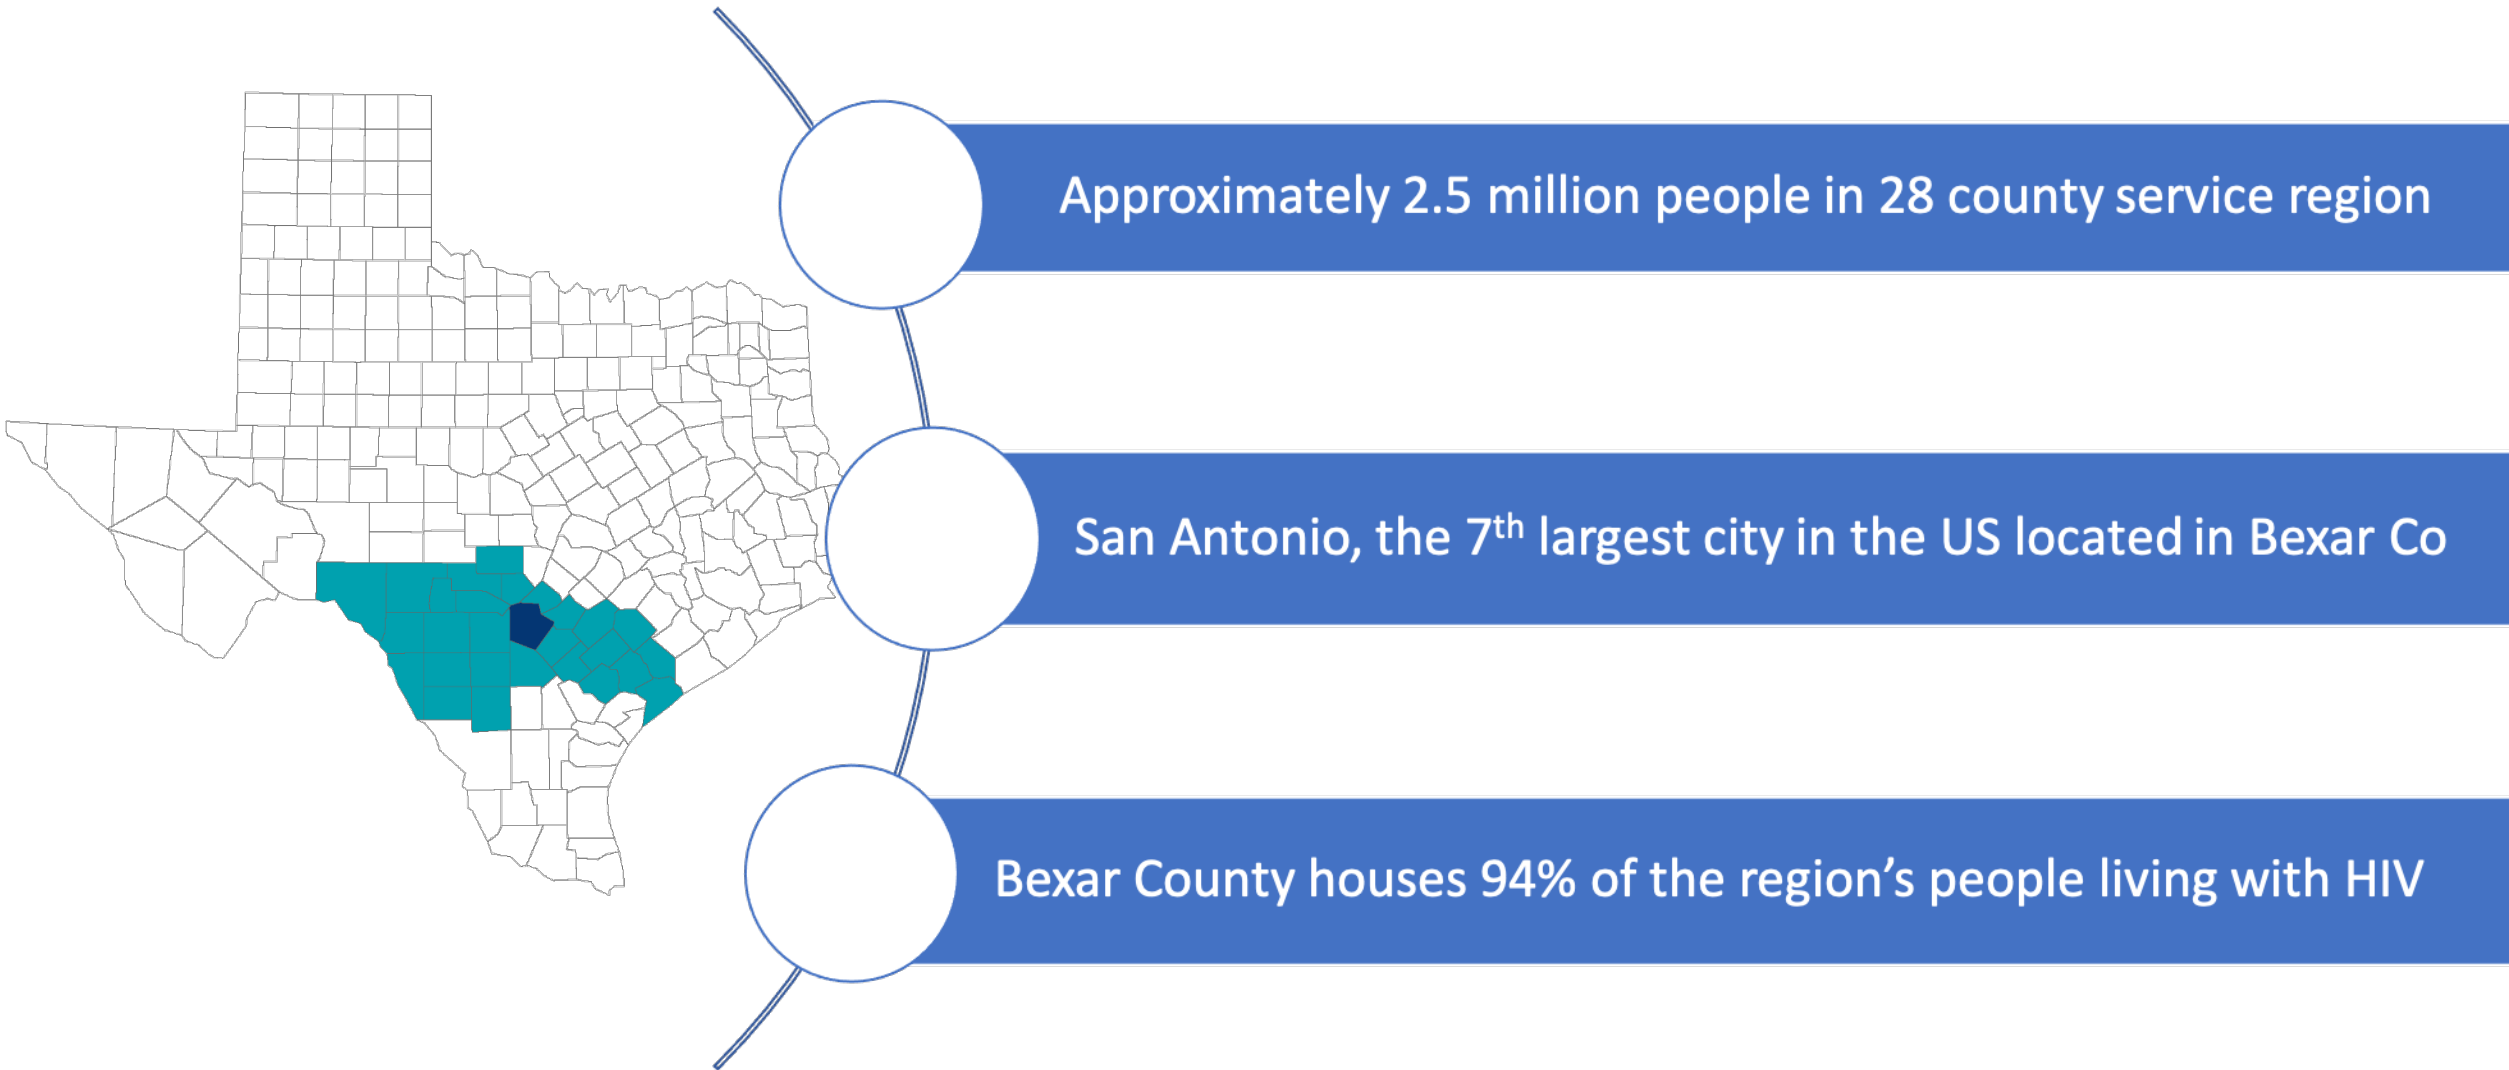 Approximately 2.5 million people in 28 county service region
San Antonio, the 7th largest city in the US located in Bexar Co
Bexar County houses 94% of the region's people living with HIV